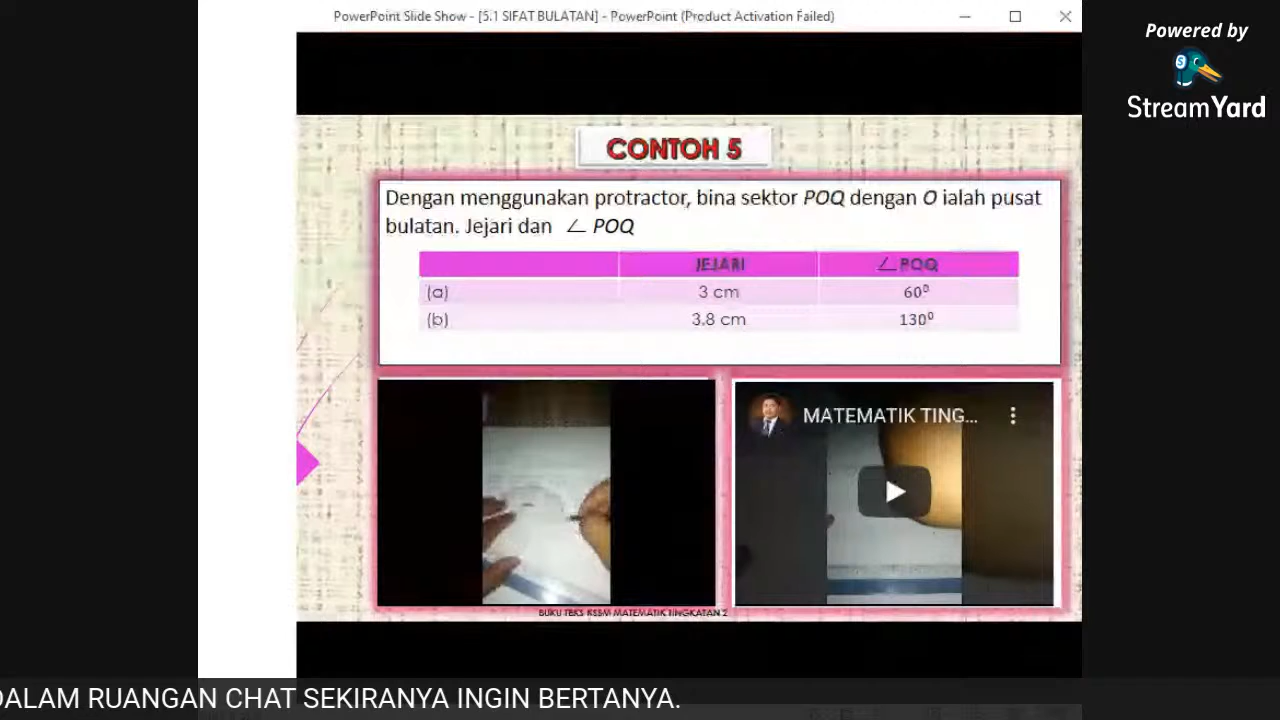 PowerPoint Slide Show - [5.1 SIFAT BULATAN] - PowerPoint (Product Activation Failed)
Powered by
StreamYard
CONTOH 5
Dengan menggunakan protractor, bina sektor POQ dengan O ialah pusat
bulatan. Jejari dan ∠ POQ
JEJARI ∠POQ
(a) 3 cm 60⁰
(b) 3.8 cm 130⁰
MATEMATIK TING...
BUKU TEKS KSSM MATEMATIK TINGKATAN 2
DALAM RUANGAN CHAT SEKIRANYA INGIN BERTANYA.